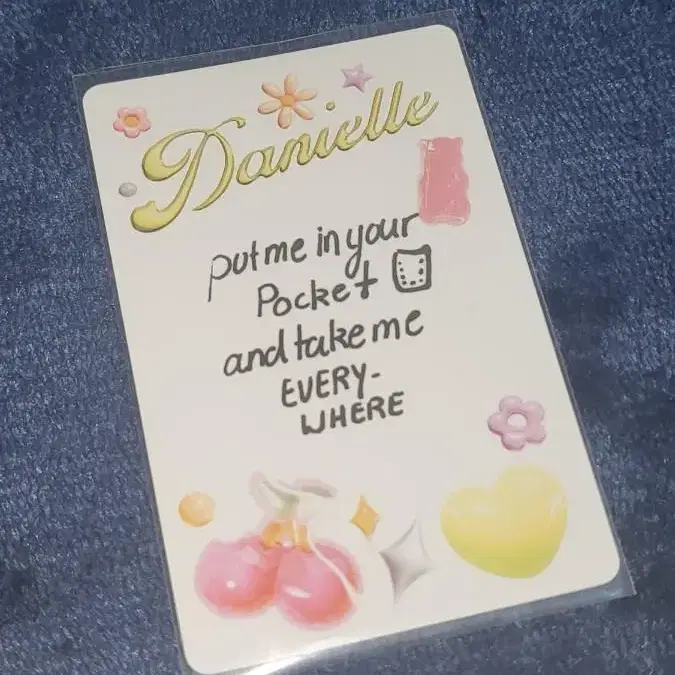 Danielle
put me in your
Pocket
and take me
EVERY-
WHERE